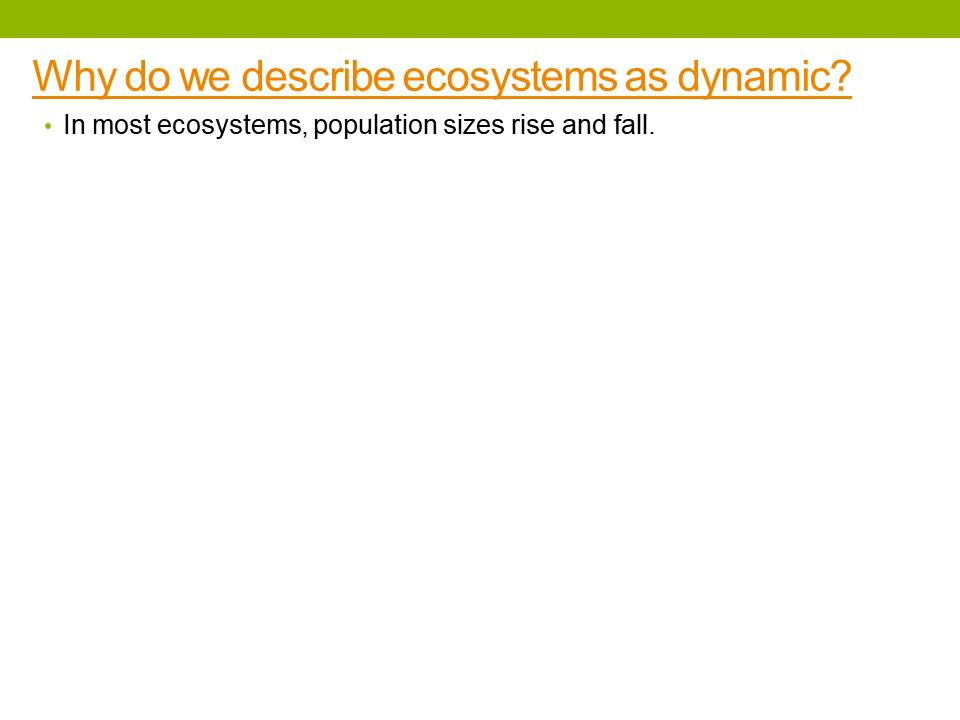 Why do we describe ecosystems as dynamic?
• In most ecosystems, population sizes rise and fall.